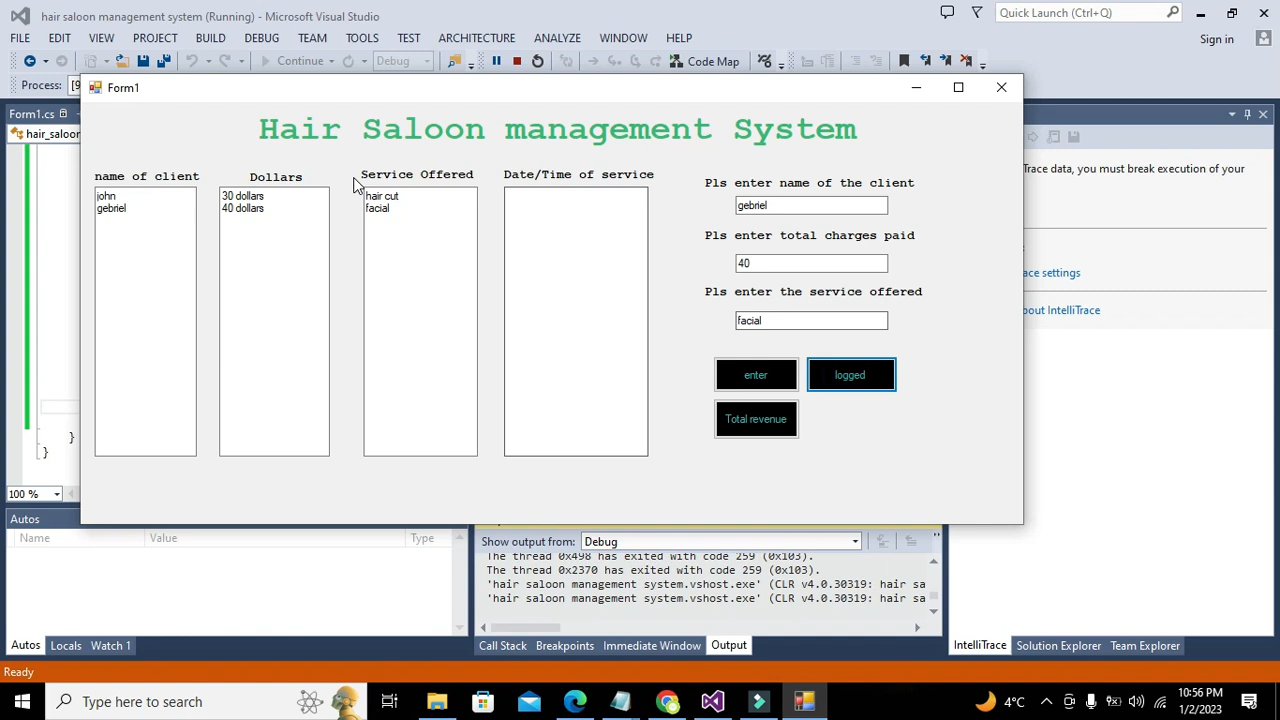 hair saloon management system (Running) - Microsoft Visual Studio
Quick Launch (Ctrl+Q)
FILE EDIT VIEW PROJECT BUILD DEBUG TEAM TOOLS TEST ARCHITECTURE ANALYZE WINDOW HELP
Sign in
Continue Debug Code Map
Process: [9
Form1
Form1.cs
hair_saloon
Hair Saloon management System
name of client
Dollars
Service Offered
Date/Time of service
john
gebriel
30 dollars
40 dollars
hair cut
facial
Pls enter name of the client
gebriel
Pls enter total charges paid
40
Pls enter the service offered
facial
enter
logged
Total revenue
Trace data, you must break execution of your
ace settings
out IntelliTrace
}
}
100 %
Autos
Name Value Type
Autos Locals Watch 1
Show output from: Debug
The thread 0x498 has exited with code 259 (0x103).
The thread 0x2370 has exited with code 259 (0x103).
'hair saloon management system.vshost.exe' (CLR v4.0.30319: hair sa
'hair saloon management system.vshost.exe' (CLR v4.0.30319: hair sa
Call Stack Breakpoints Immediate Window Output
IntelliTrace Solution Explorer Team Explorer
Ready
Type here to search
4°C
10:56 PM
1/2/2023